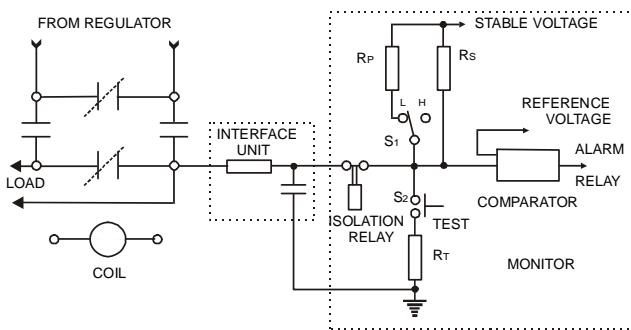 FROM REGULATOR
STABLE VOLTAGE
RP
RS
L H
REFERENCE
VOLTAGE
S1
INTERFACE
UNIT
ALARM
RELAY
LOAD
S2
COMPARATOR
ISOLATION
RELAY
TEST
RT
COIL
MONITOR